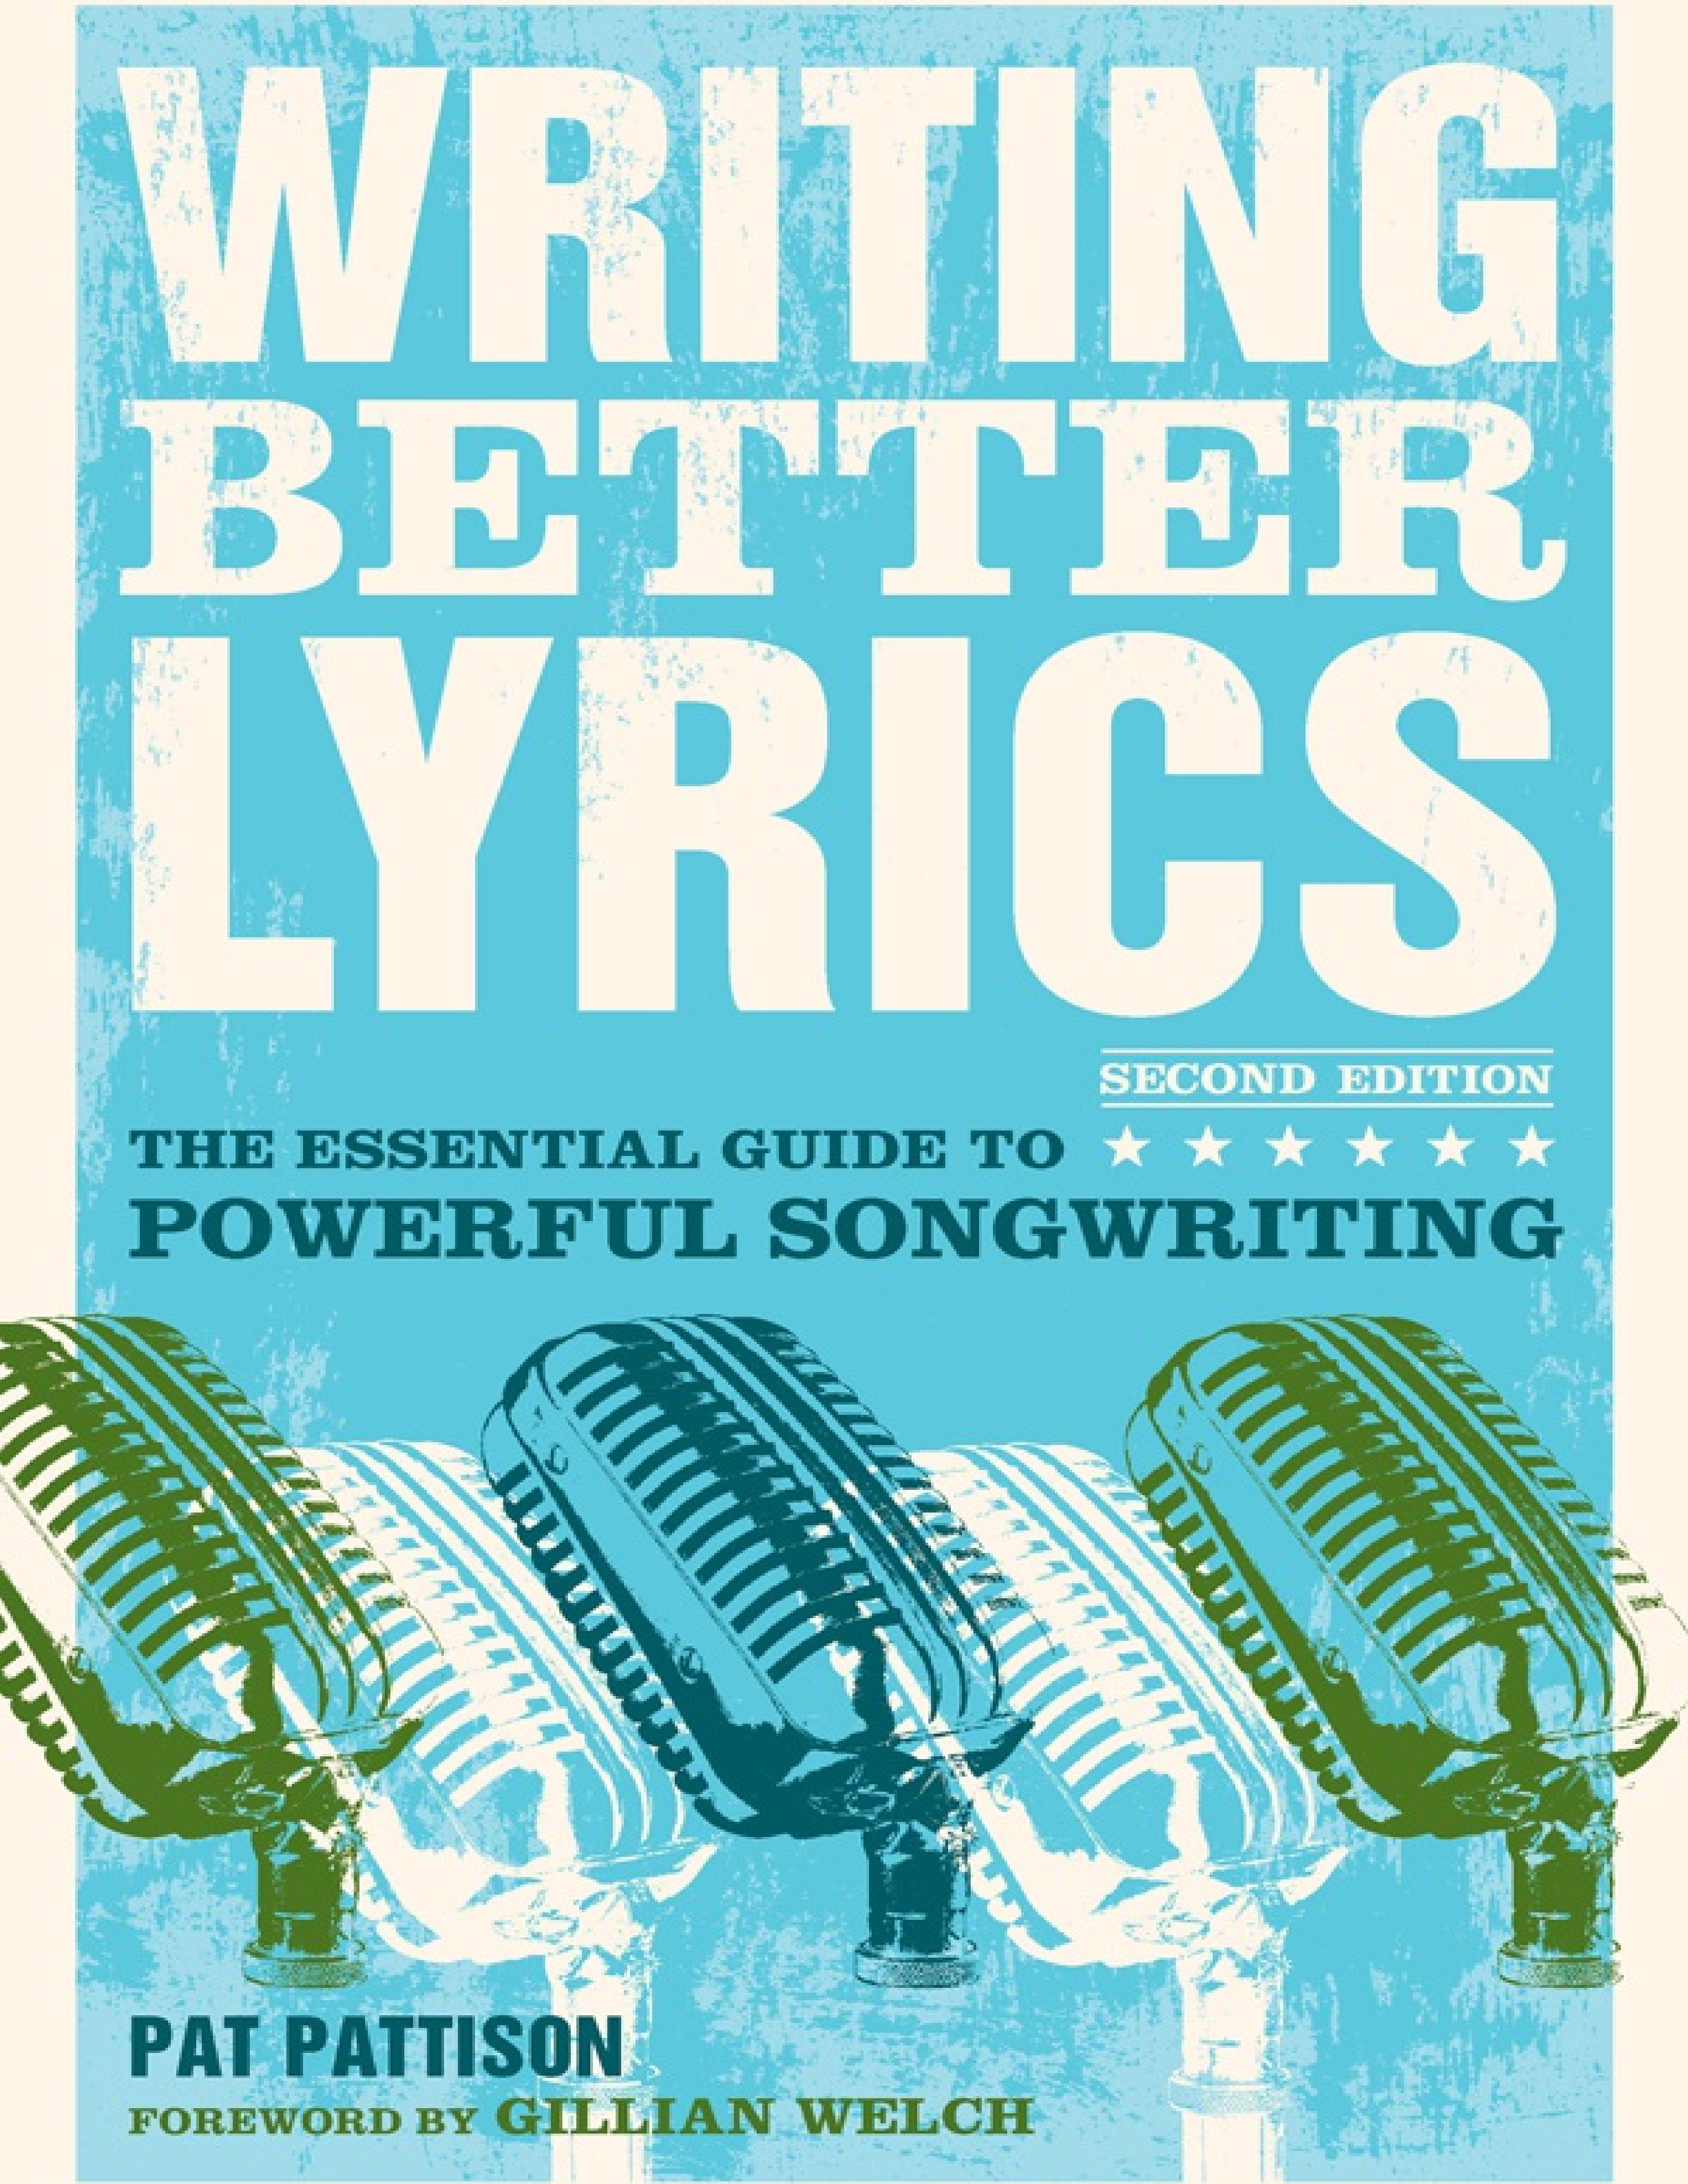 WRITING
BETTER
LYRICS
SECOND EDITION
THE ESSENTIAL GUIDE TO
POWERFUL SONGWRITING
PAT PATTISON
FOREWORD BY GILLIAN WELCH